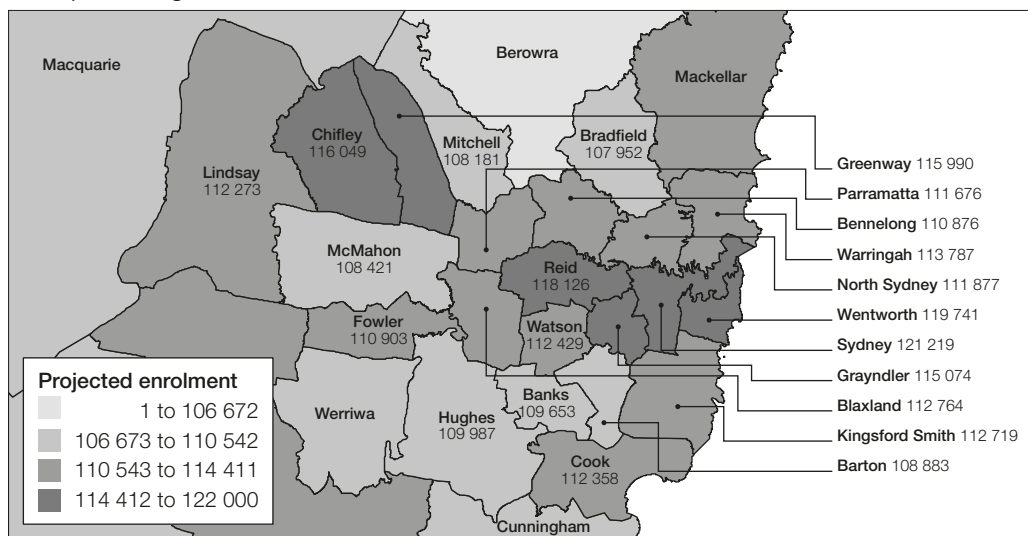 Macquarie
Berowra
Mackellar
Chifley
116 049
Mitchell
108 181
Bradfield
107 952
Lindsay
112 273
McMahon
108 421
Reid
118 126
Fowler
110 903
Watson
112 429
Werriwa
Hughes
109 987
Banks
109 653
Cook
112 358
Cunningham
Greenway 115 990
Parramatta 111 676
Bennelong 110 876
Warringah 113 787
North Sydney 111 877
Wentworth 119 741
Sydney 121 219
Grayndler 115 074
Blaxland 112 764
Kingsford Smith 112 719
Barton 108 883
Projected enrolment
1 to 106 672
106 673 to 110 542
110 543 to 114 411
114 412 to 122 000